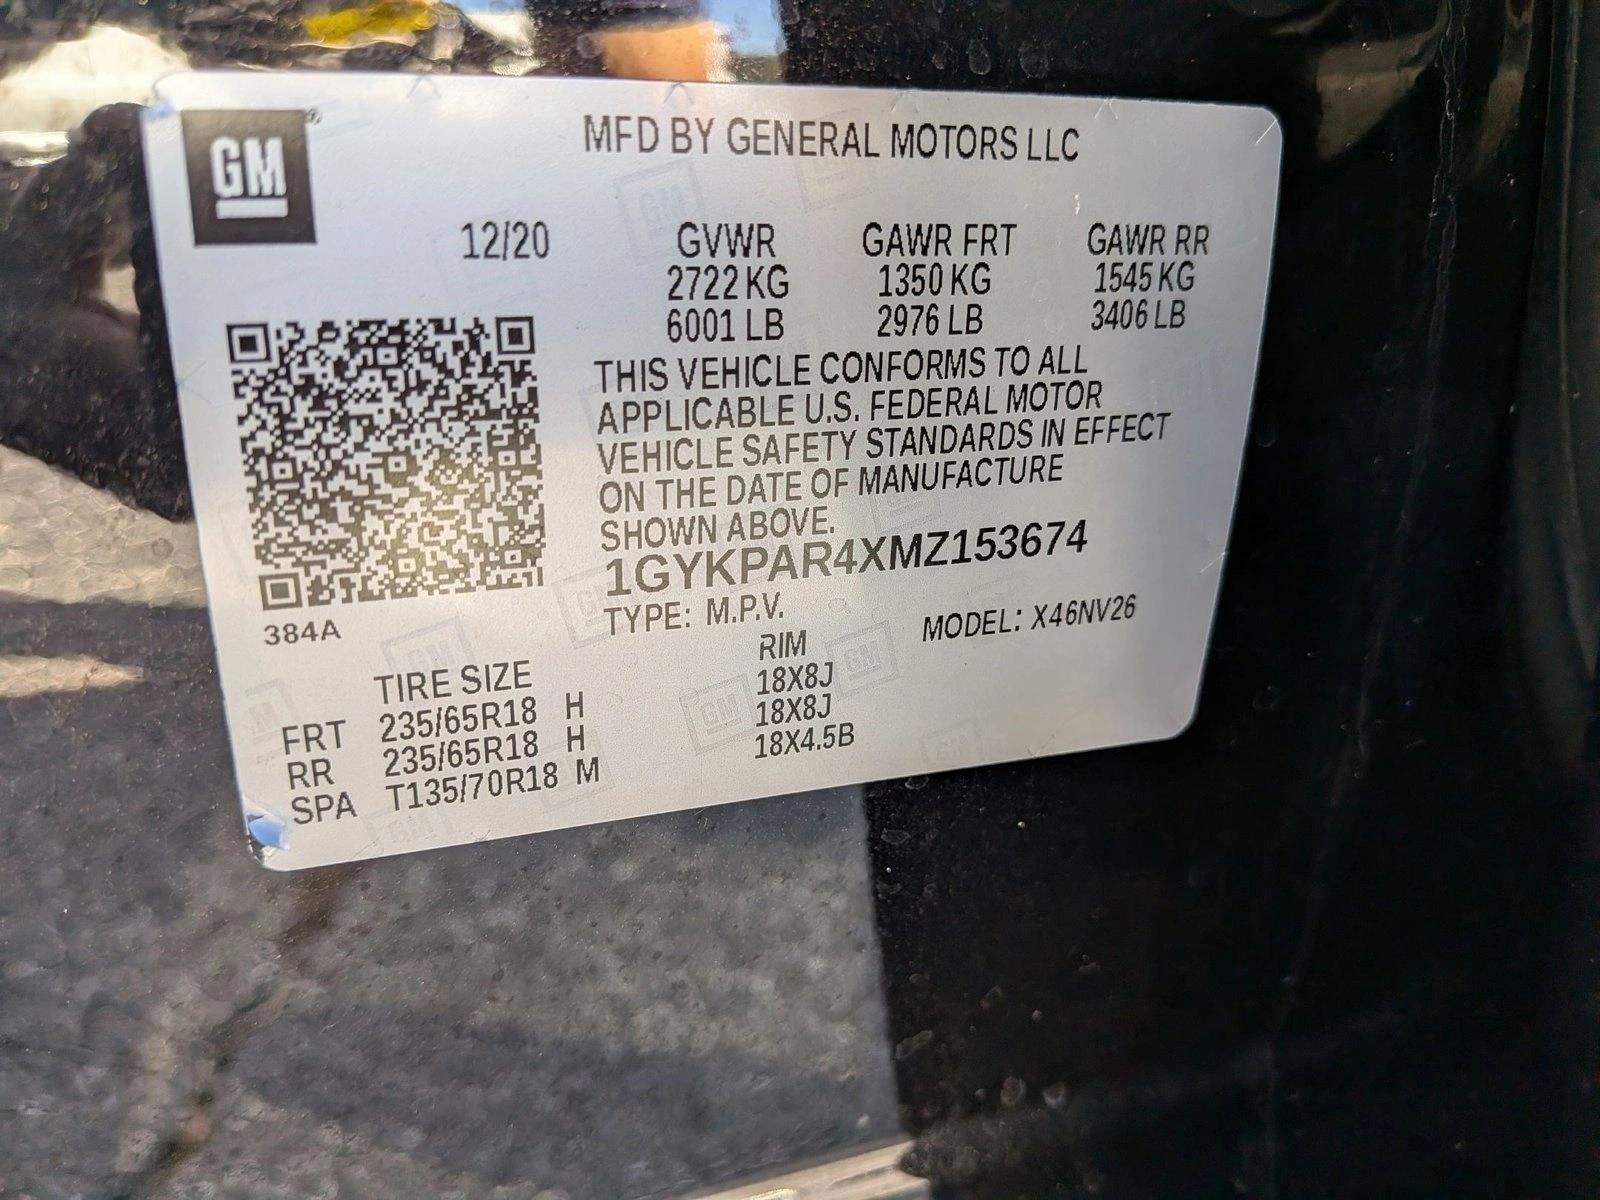 GM
MFD BY GENERAL MOTORS LLC
12/20 GVWR GAWR FRT GAWR RR
2722 KG 1350 KG 1545 KG
6001 LB 2976 LB 3406 LB
THIS VEHICLE CONFORMS TO ALL
APPLICABLE U.S. FEDERAL MOTOR
VEHICLE SAFETY STANDARDS IN EFFECT
ON THE DATE OF MANUFACTURE
SHOWN ABOVE.
1GYKPAR4XMZ153674
TYPE: M.P.V. MODEL: X46NV26
384A
TIRE SIZE RIM
FRT 235/65R18 H 18X8J
RR 235/65R18 H 18X8J
SPA T135/70R18 M 18X4.5B